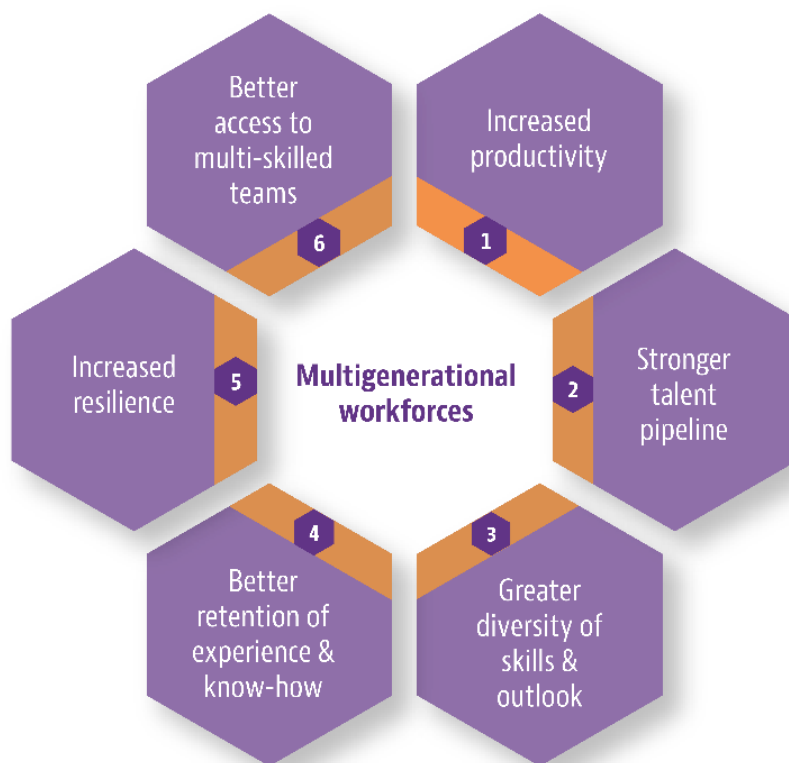 Multigenerational
workforces
1
Increased
productivity
2
Stronger
talent
pipeline
3
Greater
diversity of
skills &
outlook
4
Better
retention of
experience &
know-how
5
Increased
resilience
6
Better
access to
multi-skilled
teams